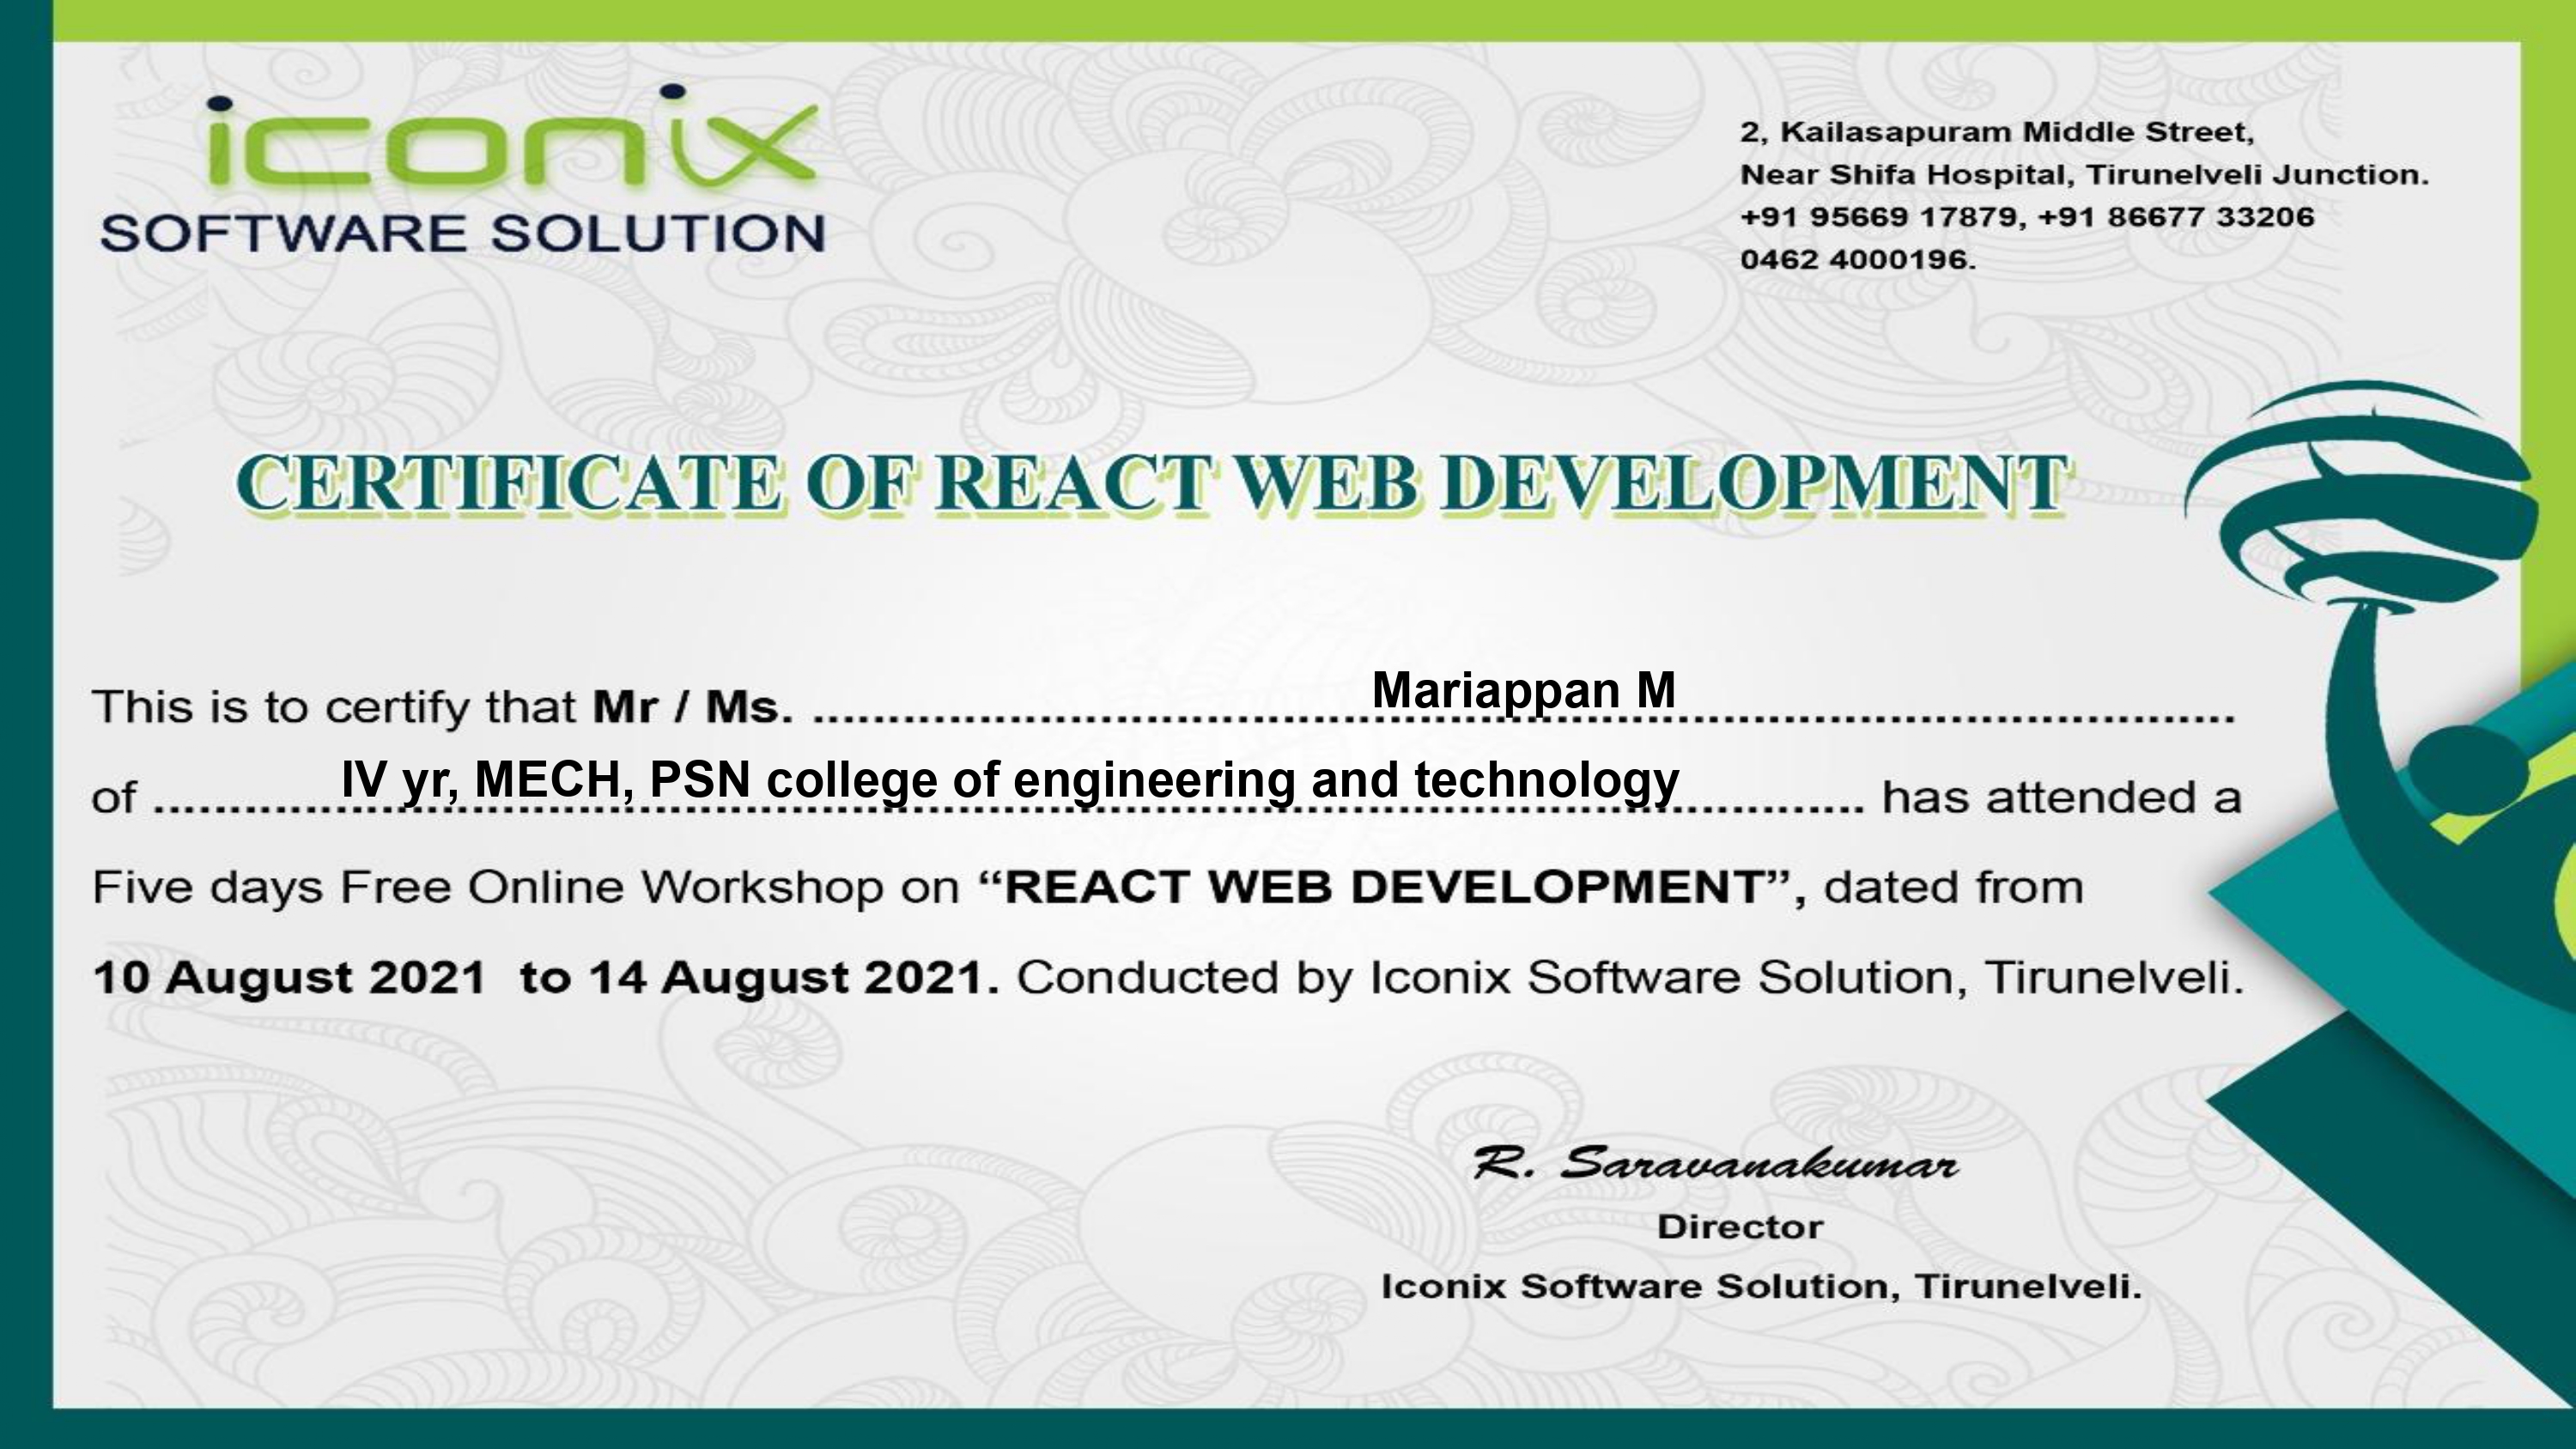 iconix
SOFTWARE SOLUTION
2, Kailasapuram Middle Street,
Near Shifa Hospital, Tirunelveli Junction.
+91 95669 17879, +91 86677 33206
0462 4000196.
CERTIFICATE OF REACT WEB DEVELOPMENT
This is to certify that Mr / Ms. Mariappan M
of IV yr, MECH, PSN college of engineering and technology has attended a
Five days Free Online Workshop on “REACT WEB DEVELOPMENT”, dated from
10 August 2021 to 14 August 2021. Conducted by Iconix Software Solution, Tirunelveli.
R. Saravanakumar
Director
Iconix Software Solution, Tirunelveli.